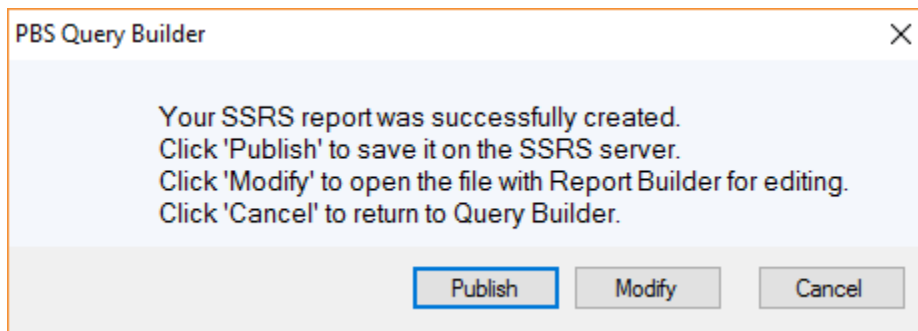 PBS Query Builder
Your SSRS report was successfully created.
Click 'Publish' to save it on the SSRS server.
Click 'Modify' to open the file with Report Builder for editing.
Click 'Cancel' to return to Query Builder.
Publish Modify Cancel